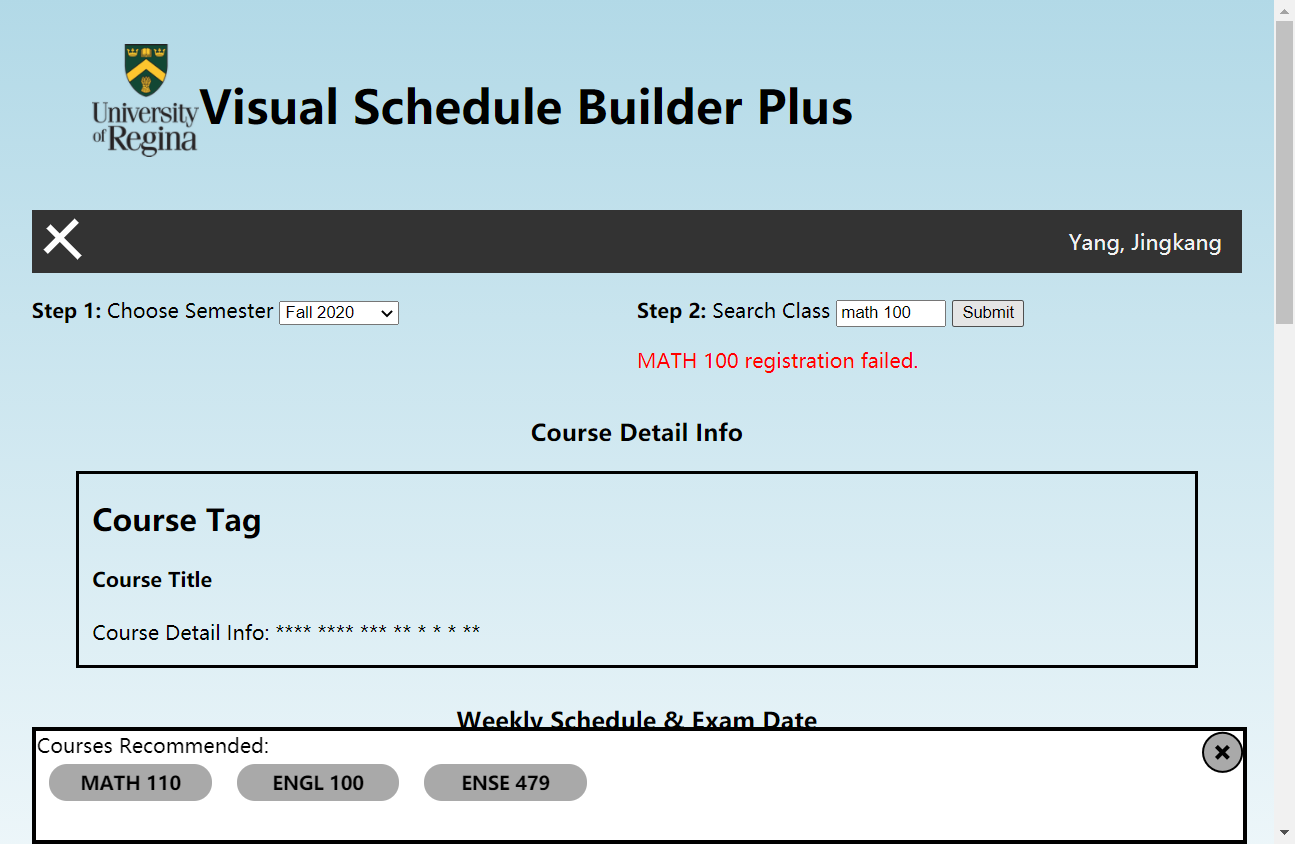 University
of Regina
Visual Schedule Builder Plus
Yang, Jingkang
Step 1: Choose Semester Fall 2020
Step 2: Search Class math 100 Submit
MATH 100 registration failed.
Course Detail Info
Course Tag
Course Title
Course Detail Info: **** **** *** ** * * * **
Weekly Schedule & Exam Date
Courses Recommended:
MATH 110 ENGL 100 ENSE 479